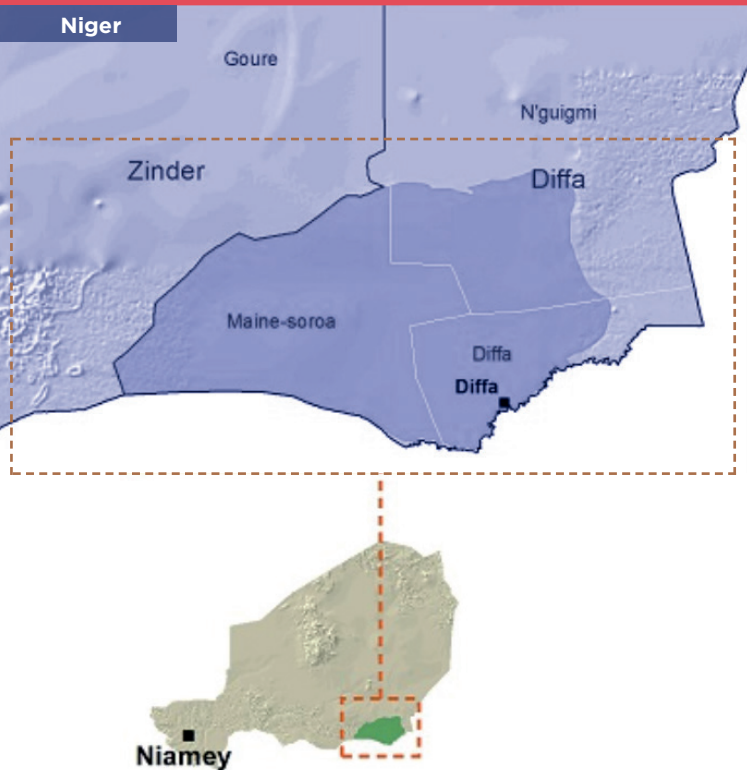 Niger
Goure
N'guigmi
Zinder
Diffa
Maine-soroa
Diffa
Diffa
Niamey